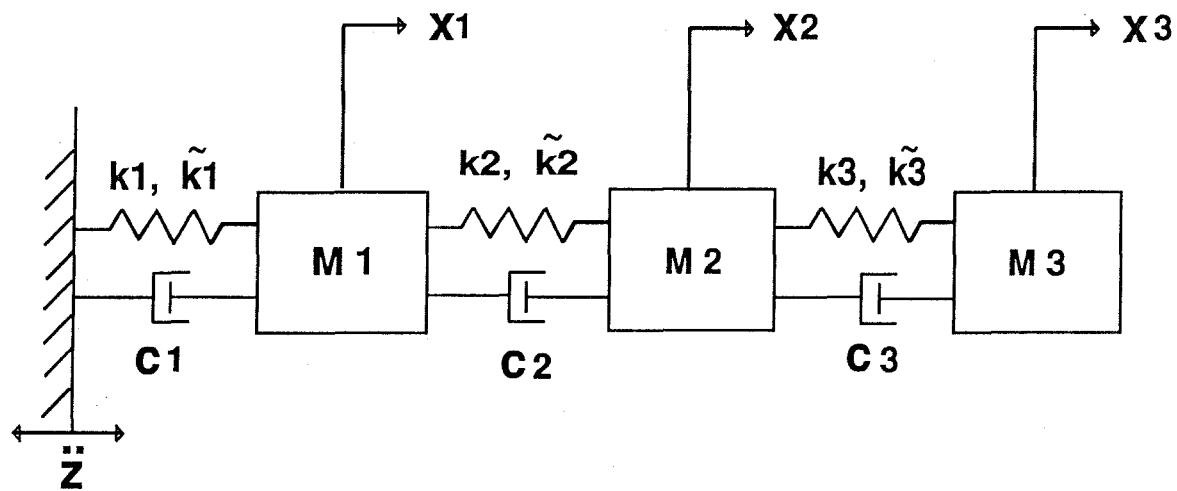 X1
X2
X3
k1, k̃1
k2, k̃2
k3, k̃3
M 1
M 2
M 3
C 1
C 2
C 3
z̈